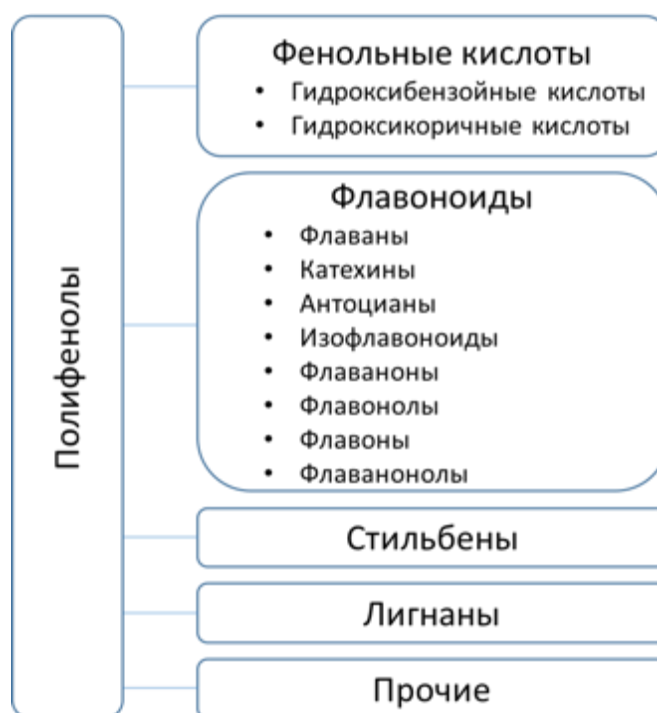 Полифенолы
Фенольные кислоты
• Гидроксибензойные кислоты
• Гидроксикоричные кислоты
Флавоноиды
• Флаваны
• Катехины
• Антоцианы
• Изофлавоноиды
• Флаваноны
• Флавонолы
• Флавоны
• Флаванонолы
Стильбены
Лигнаны
Прочие